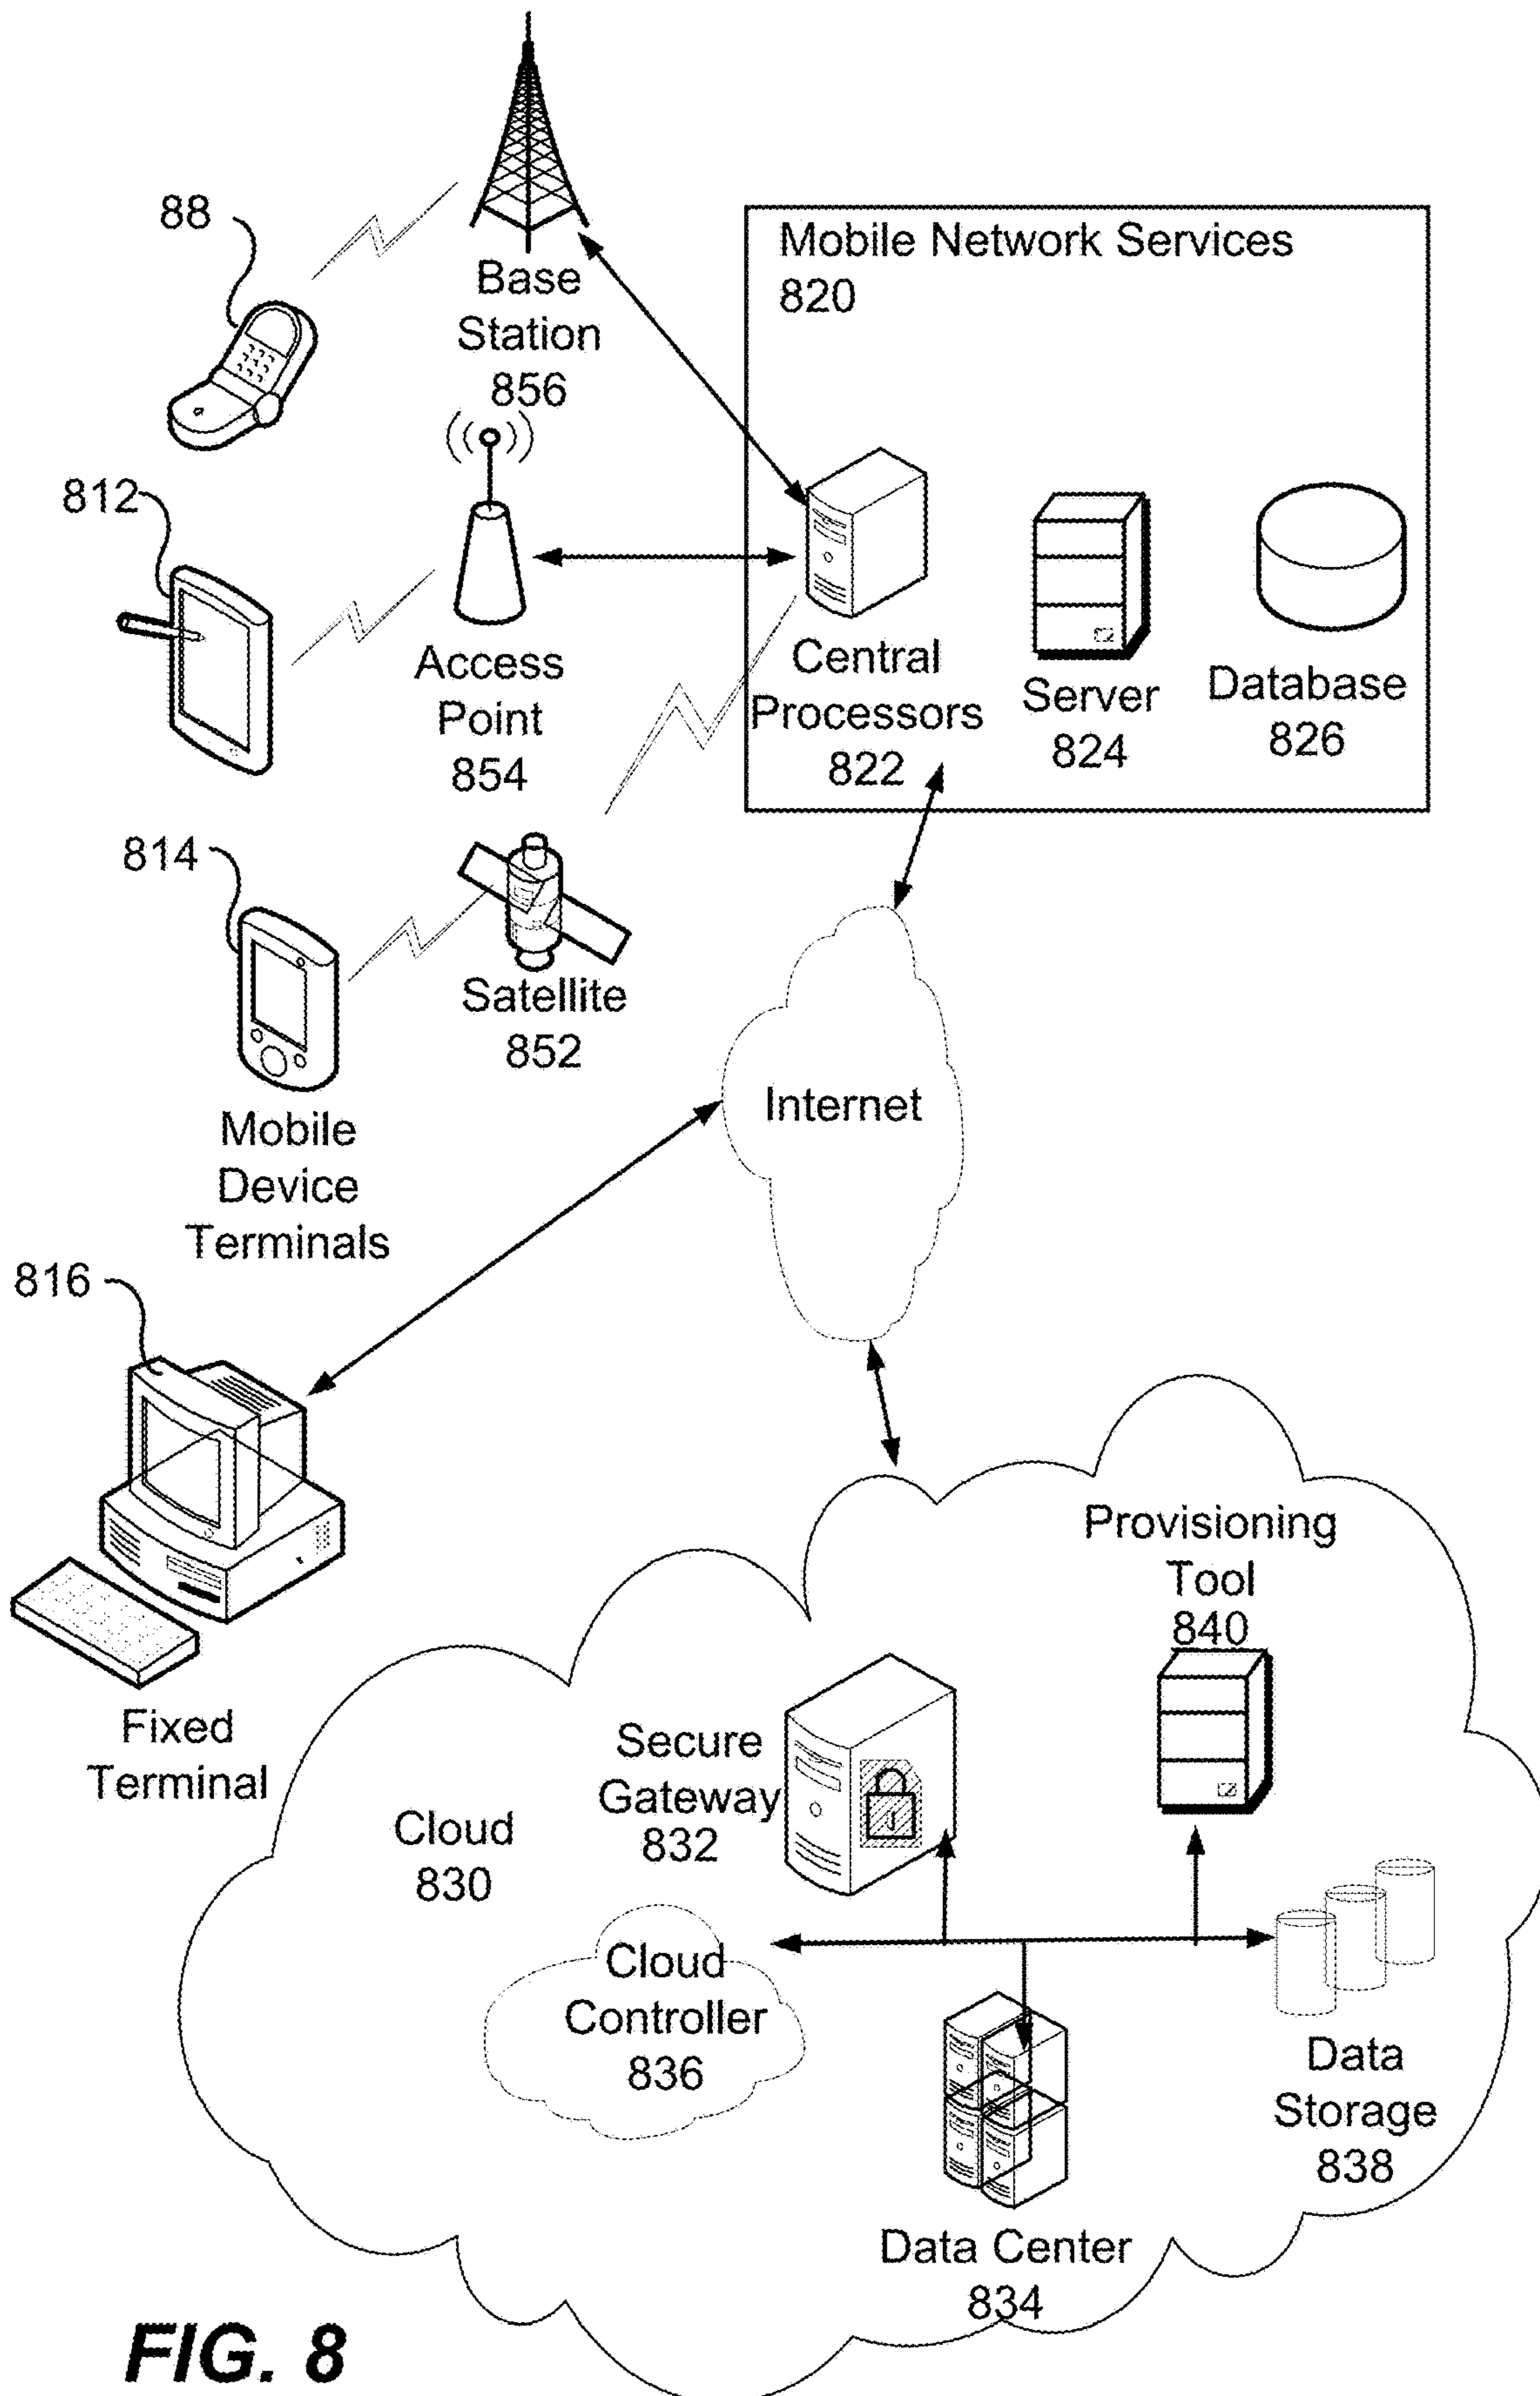 88
Base
Station
856
Mobile Network Services
820
812
Access
Point
854
Central
Processors
822
Server
824
Database
826
814
Satellite
852
Mobile
Device
Terminals
Internet
816
Fixed
Terminal
Provisioning
Tool
840
Secure
Gateway
832
Cloud
830
Cloud
Controller
836
Data
Storage
838
Data Center
834
FIG. 8